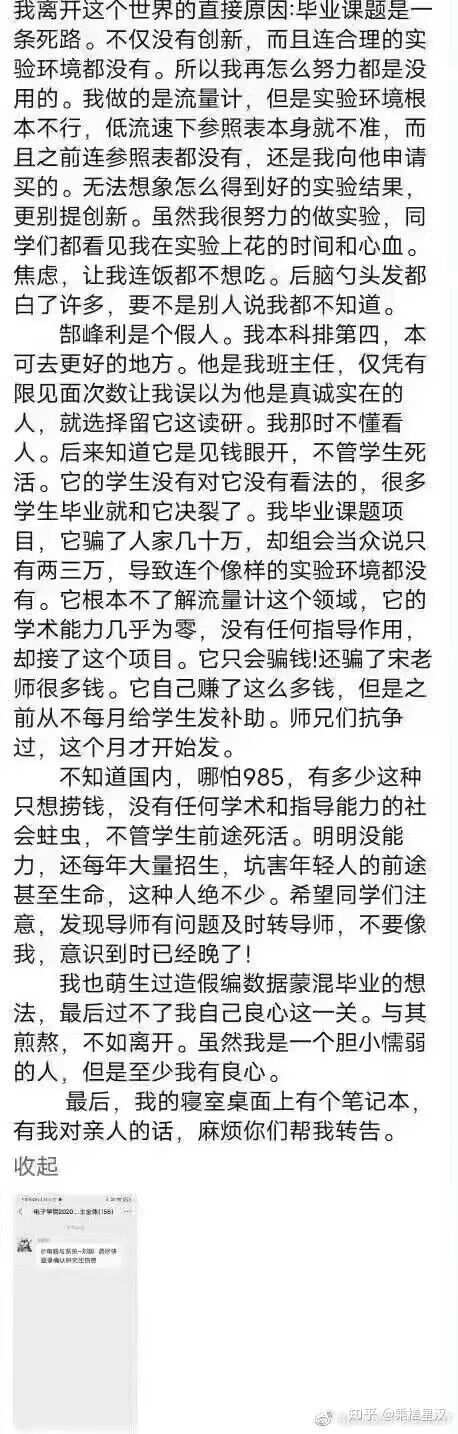 我离开这个世界的直接原因:毕业课题是一
条死路。不仅没有创新，而且连合理的实
验环境都没有。所以我再怎么努力都是没
用的。我做的是流量计，但是实验环境根
本不行，低流速下参照表本身就不准，而
且之前连参照表都没有，还是我向他申请
买的。无法想象怎么得到好的实验结果，
更别提创新。虽然我很努力的做实验，同
学们都看见我在实验上花的时间和心血。
焦虑，让我连饭都不想吃。后脑勺头发都
白了许多，要不是别人说我都不知道。
郜峰利是个假人。我本科排第四，本
可去更好的地方。他是我班主任，仅凭有
限见面次数让我误以为他是真诚实在的
人，就选择留它这读研。我那时不懂看
人。后来知道它是见钱眼开，不管学生死
活。它的学生没有对它没有看法的，很多
学生毕业就和它决裂了。我毕业课题项
目，它骗了人家几十万，却组会当众说只
有两三万，导致连个像样的实验环境都没
有。它根本不了解流量计这个领域，它的
学术能力几乎为零，没有任何指导作用，
却接了这个项目。它只会骗钱!还骗了宋老
师很多钱。它自己赚了这么多钱，但是之
前从不每月给学生发补助。师兄们抗争
过，这个月才开始发。
不知道国内，哪怕985，有多少这种
只想捞钱，没有任何学术和指导能力的社
会蛀虫，不管学生前途死活。明明没能
力，还每年大量招生，坑害年轻人的前途
甚至生命，这种人绝不少。希望同学们注
意，发现导师有问题及时转导师，不要像
我，意识到时已经晚了!
我也萌生过造假编数据蒙混毕业的想
法，最后过不了我自己良心这一关。与其
煎熬，不如离开。虽然我是一个胆小懦弱
的人，但是至少我有良心。
最后，我的寝室桌面上有个笔记本，
有我对亲人的话，麻烦你们帮我转告。
收起
电子学院2020...士全体(158)
登录确认研究生信息
知乎 @乘槎星汉